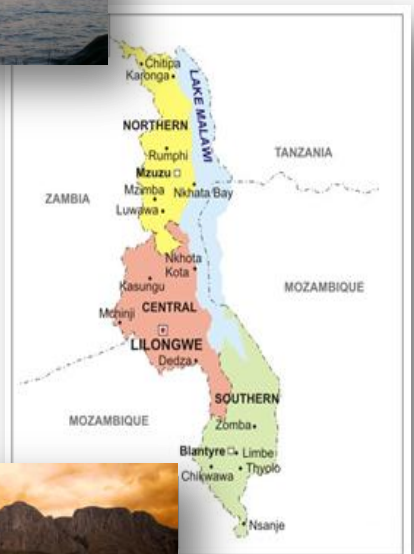 Chitipa
Karonga
LAKE MALAWI
NORTHERN
TANZANIA
Rumphi
Mzuzu
ZAMBIA
Mzimba
Nkhata Bay
Luwawa
Nkhota
Kota
Kasungu
MOZAMBIQUE
CENTRAL
Mchinji
LILONGWE
Dedza
SOUTHERN
MOZAMBIQUE
Zomba
Blantyre
Limbe
Chikwawa
Thyolo
Nsanje